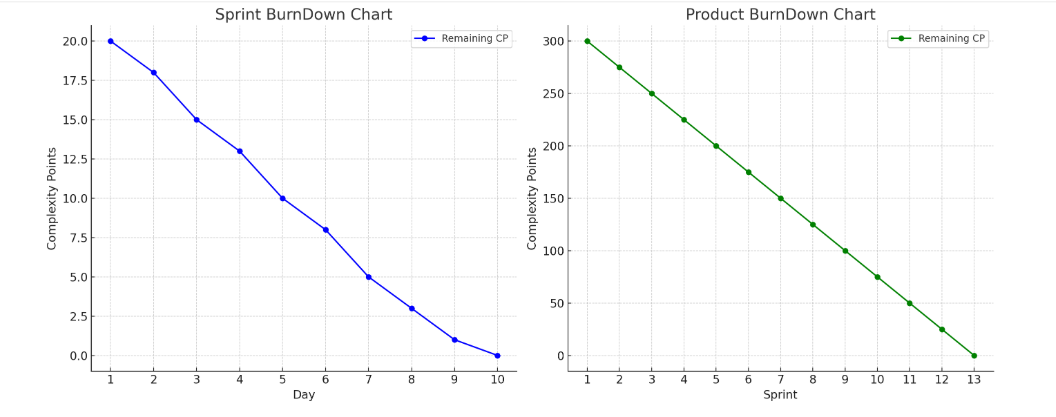 Sprint BurnDown Chart
Remaining CP
20.0
17.5
15.0
12.5
10.0
7.5
5.0
2.5
0.0
Complexity Points
1 2 3 4 5 6 7 8 9 10
Day
Product BurnDown Chart
Remaining CP
300
250
200
150
100
50
0
Complexity Points
1 2 3 4 5 6 7 8 9 10 11 12 13
Sprint